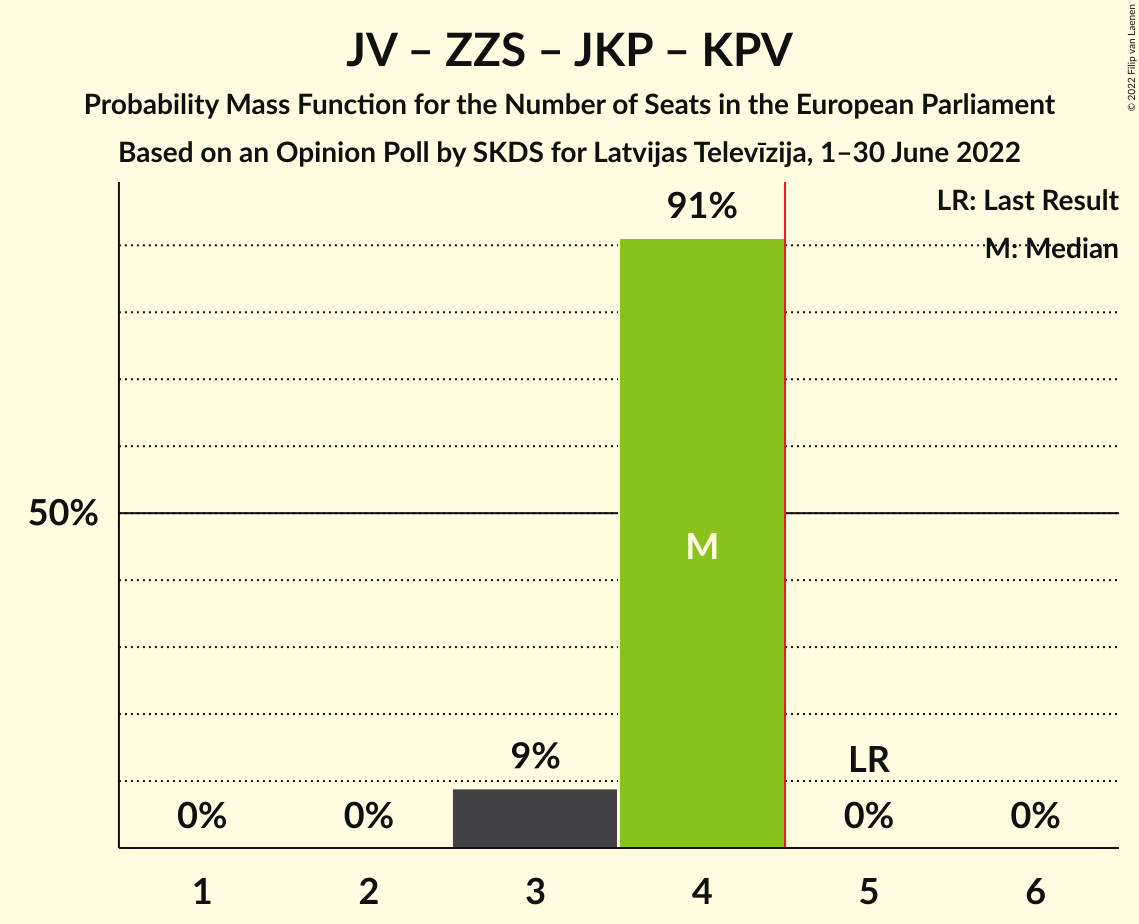 JV – ZZS – JKP – KPV
Probability Mass Function for the Number of Seats in the European Parliament
Based on an Opinion Poll by SKDS for Latvijas Televīzija, 1–30 June 2022
© 2022 Filip van Laenen
LR: Last Result
M: Median
91%
50%
M
9%
LR
0% 0% 0% 0%
1 2 3 4 5 6